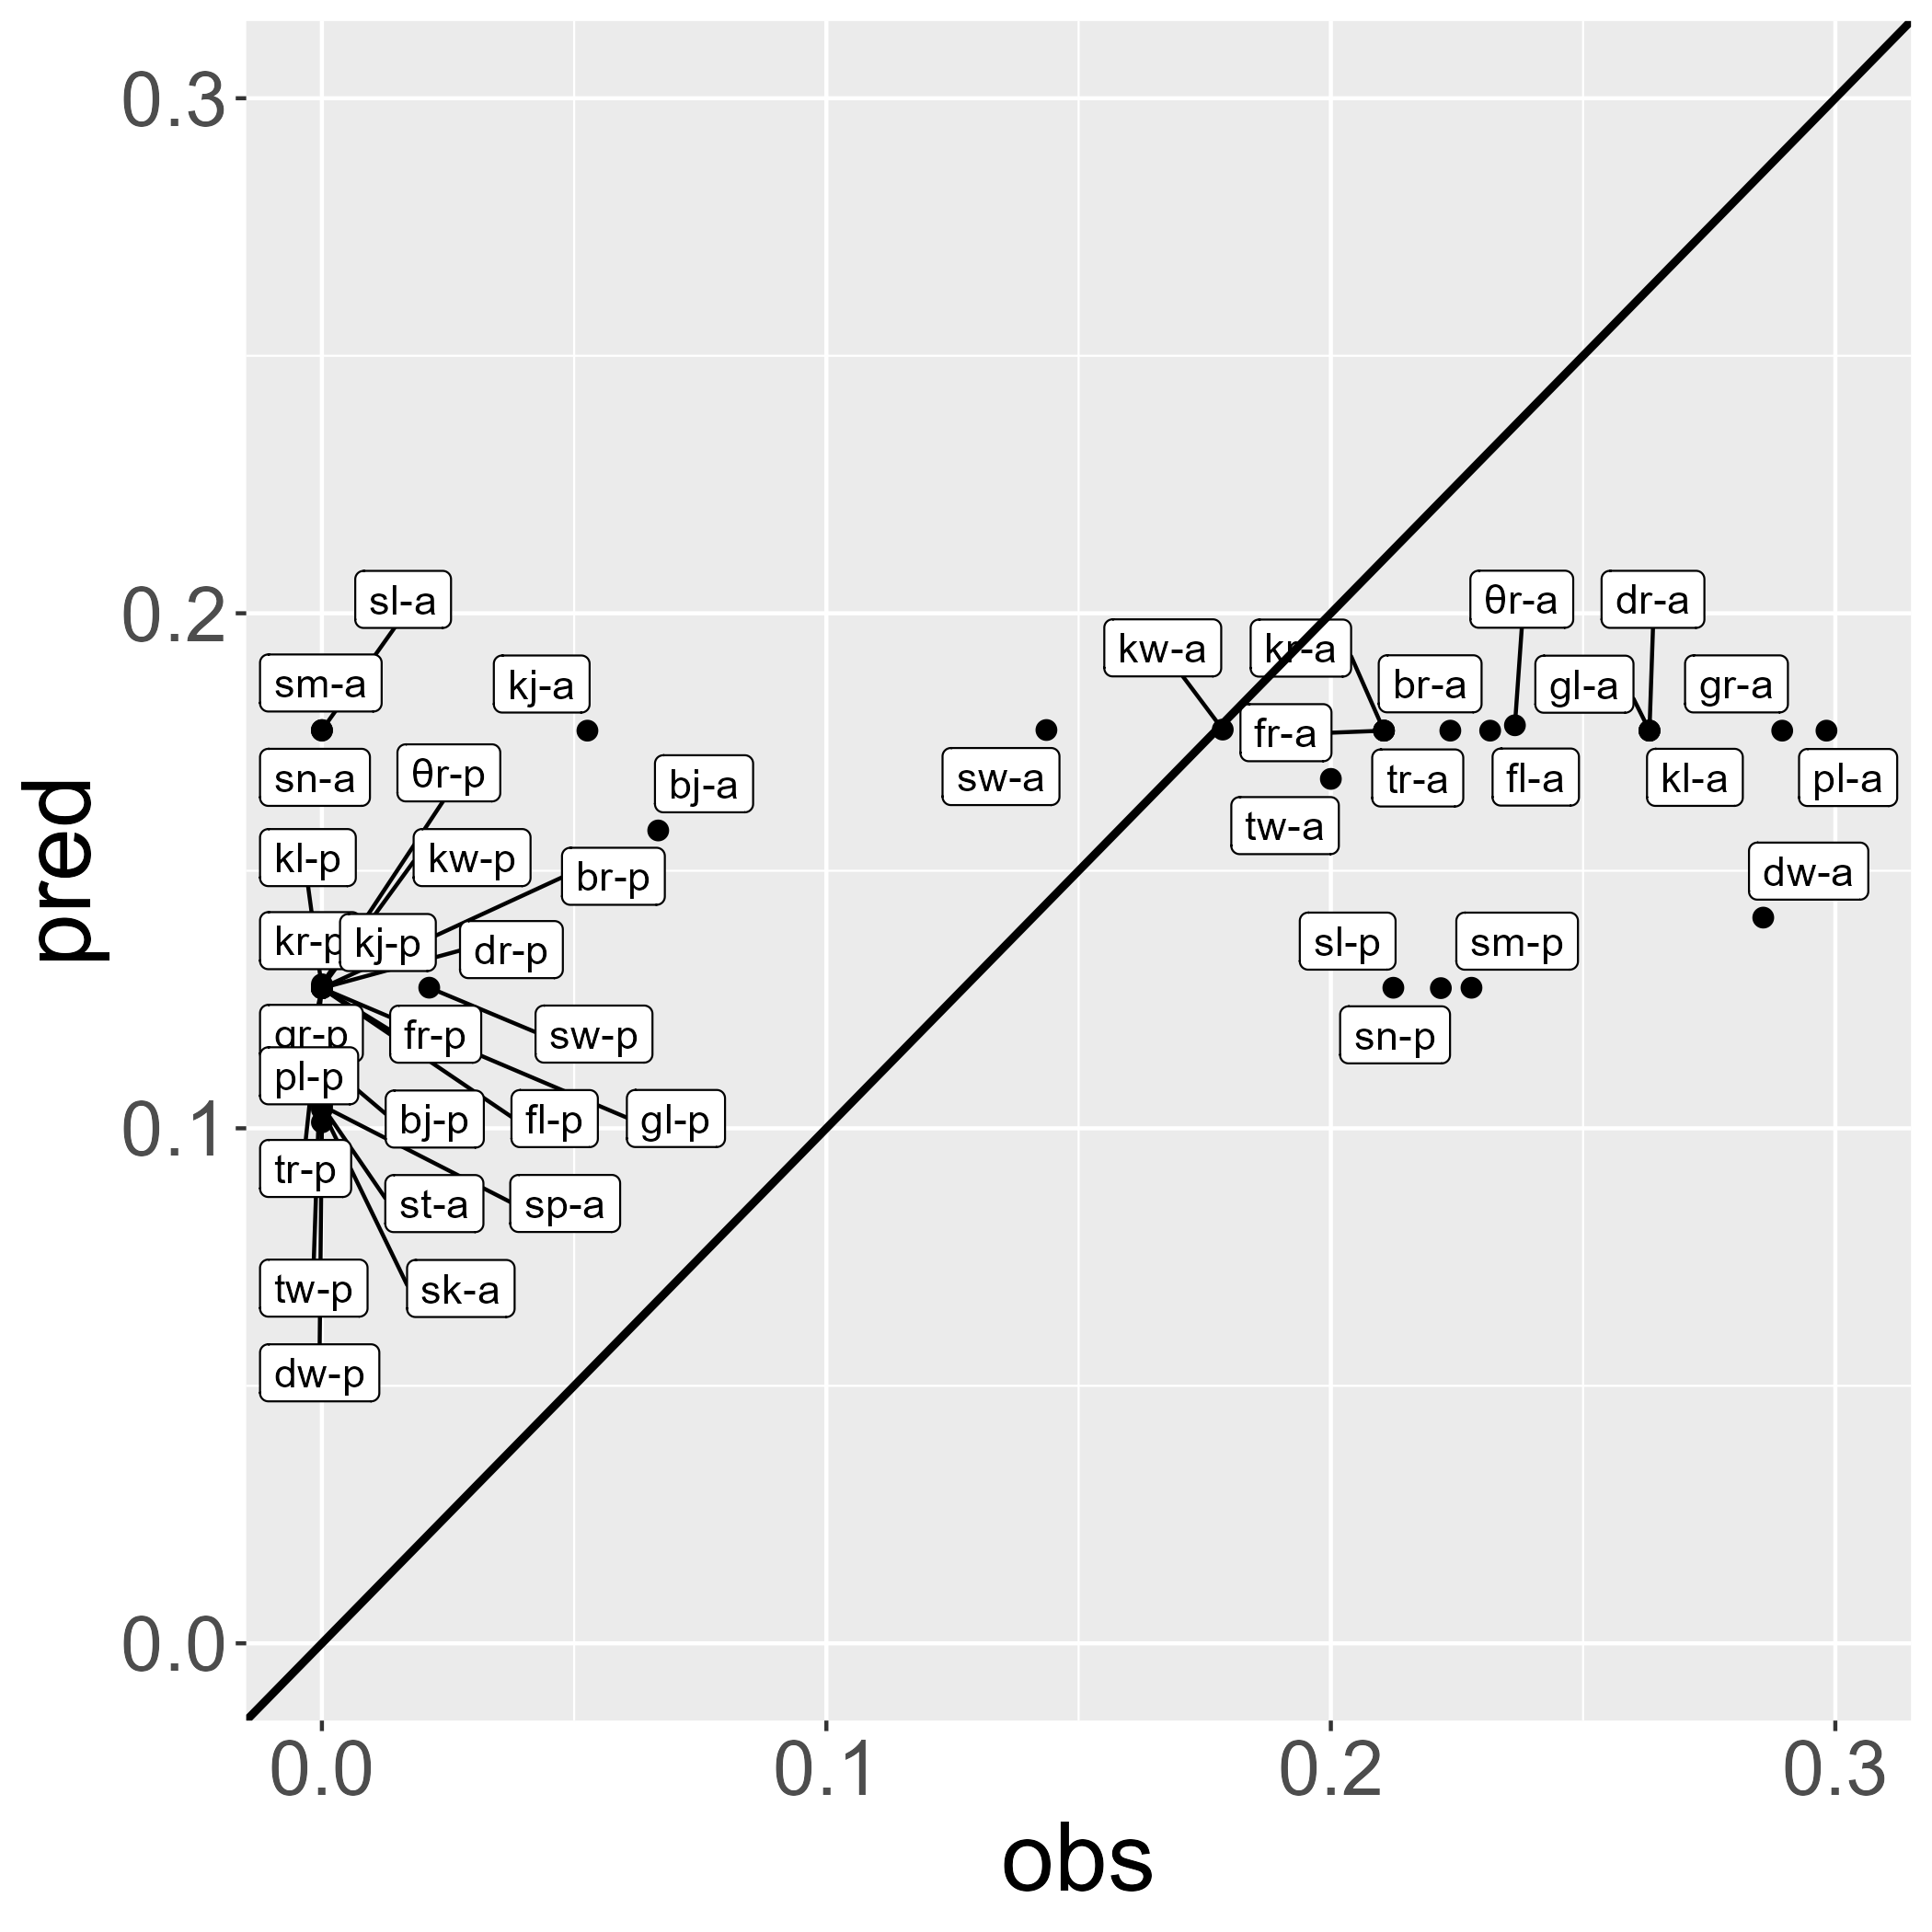 0.3
0.2
0.1
0.0
pred
sl-a
sm-a
kj-a
sn-a
θr-p
bj-a
kl-p
kw-p
br-p
kr-p
kj-p
dr-p
gr-p
fr-p
sw-p
pl-p
bj-p
fl-p
gl-p
tr-p
st-a
sp-a
tw-p
sk-a
dw-p
θr-a
dr-a
kw-a
kr-a
br-a
gl-a
gr-a
fr-a
sw-a
tr-a
fl-a
kl-a
pl-a
tw-a
dw-a
sl-p
sm-p
sn-p
0.0
0.1
0.2
0.3
obs